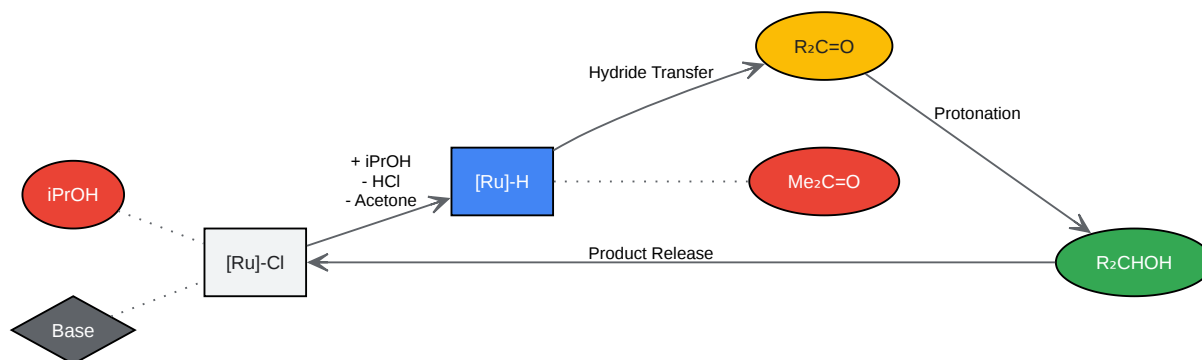 R₂C=O
Hydride Transfer
Protonation
+ iPrOH
- HCl
- Acetone
iPrOH
[Ru]-H
Me₂C=O
[Ru]-Cl
Product Release
R₂CHOH
Base